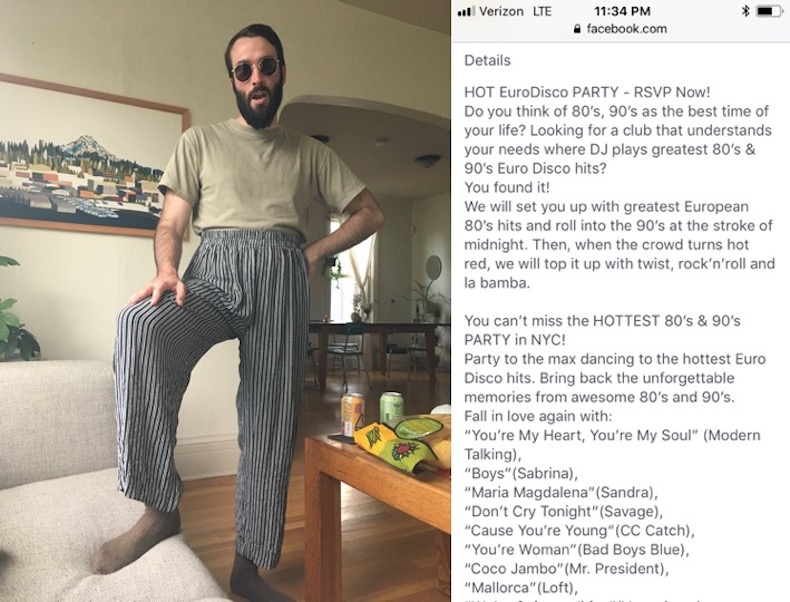 Verizon LTE 11:34 PM
facebook.com
Details
HOT EuroDisco PARTY - RSVP Now!
Do you think of 80's, 90's as the best time of
your life? Looking for a club that understands
your needs where DJ plays greatest 80's &
90's Euro Disco hits?
You found it!
We will set you up with greatest European
80's hits and roll into the 90's at the stroke of
midnight. Then, when the crowd turns hot
red, we will top it up with twist, rock'n'roll and
la bamba.
You can't miss the HOTTEST 80's & 90's
PARTY in NYC!
Party to the max dancing to the hottest Euro
Disco hits. Bring back the unforgettable
memories from awesome 80's and 90's.
Fall in love again with:
"You're My Heart, You're My Soul" (Modern
Talking),
"Boys"(Sabrina),
"Maria Magdalena"(Sandra),
"Don't Cry Tonight"(Savage),
"Cause You're Young"(CC Catch),
"You're Woman"(Bad Boys Blue),
"Coco Jambo"(Mr. President),
"Mallorca"(Loft),